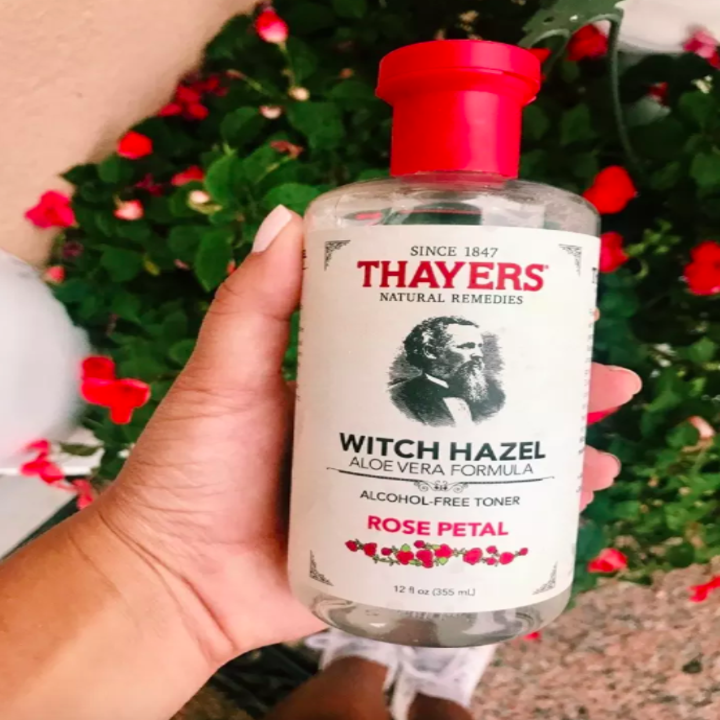 SINCE 1847
THAYERS
NATURAL REMEDIES
WITCH HAZEL
ALOE VERA FORMULA
ALCOHOL-FREE TONER
ROSE PETAL
12 fl oz (355 mL)